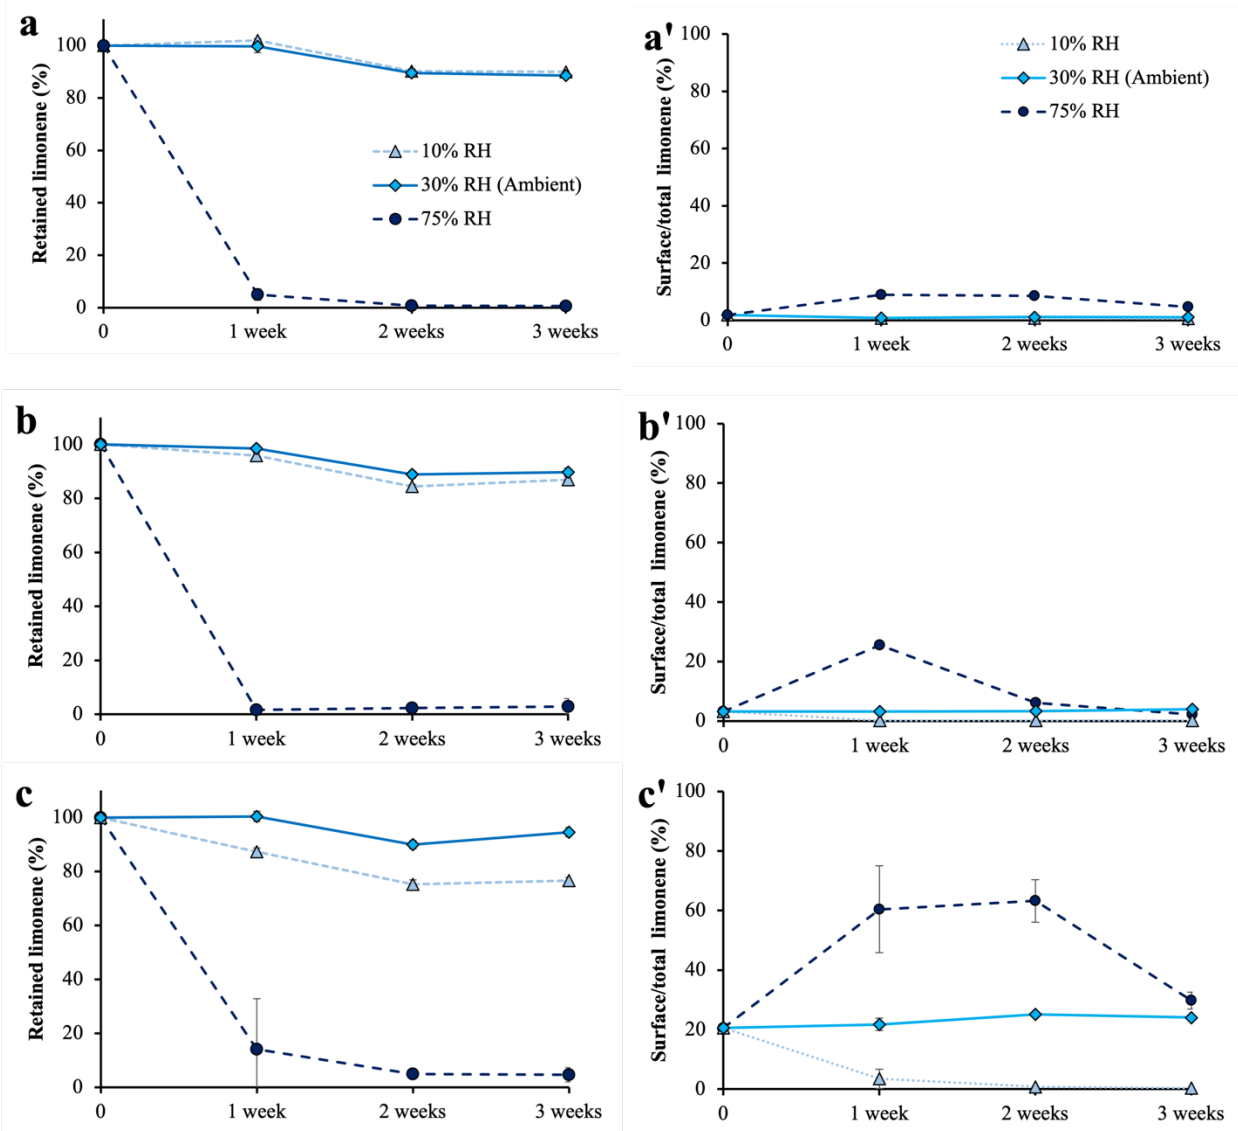 a
Retained limonene (%)
100
80
60
40
20
0
10% RH
30% RH (Ambient)
75% RH
0
1 week
2 weeks
3 weeks
a'
Surface/total limonene (%)
100
80
60
40
20
0
10% RH
30% RH (Ambient)
75% RH
0
1 week
2 weeks
3 weeks
b
Retained limonene (%)
100
80
60
40
20
0
0
1 week
2 weeks
3 weeks
b'
Surface/total limonene (%)
100
80
60
40
20
0
0
1 week
2 weeks
3 weeks
c
Retained limonene (%)
100
80
60
40
20
0
0
1 week
2 weeks
3 weeks
c'
Surface/total limonene (%)
100
80
60
40
20
0
0
1 week
2 weeks
3 weeks